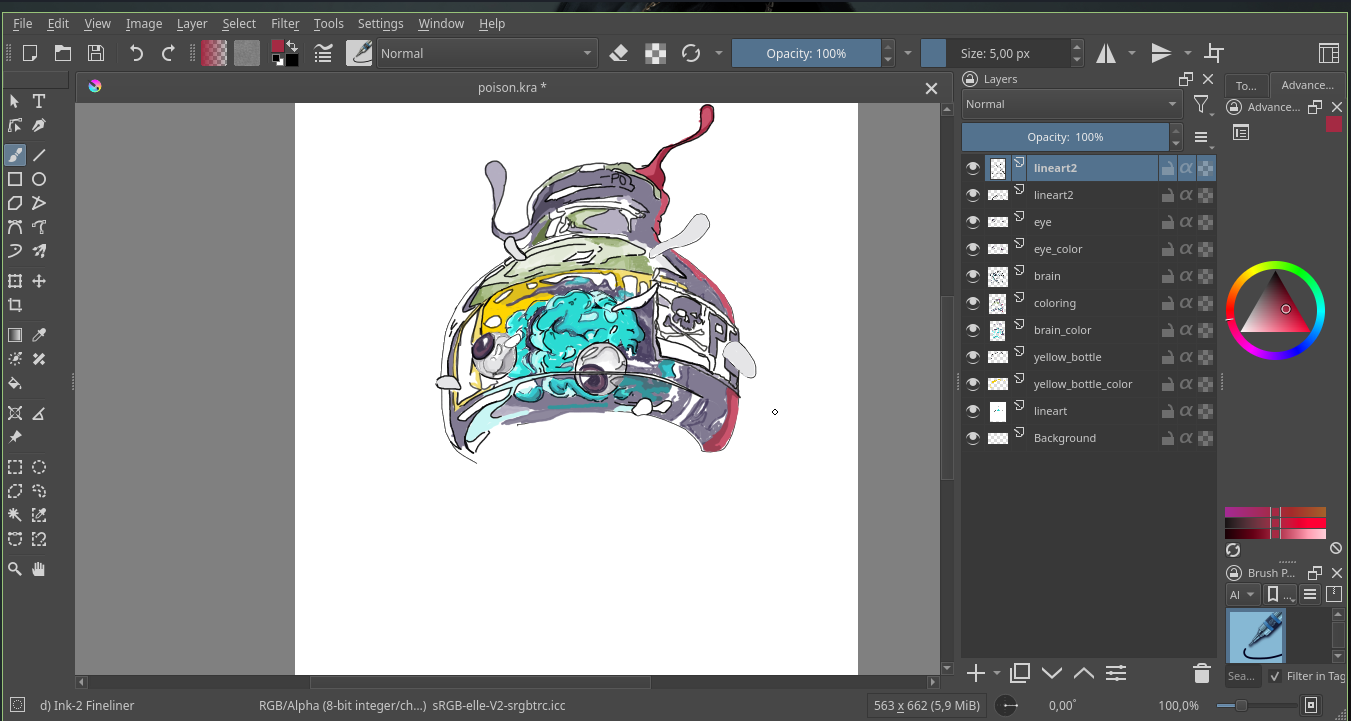 File Edit View Image Layer Select Filter Tools Settings Window Help
Normal
Opacity: 100%
Size: 5,00 px
poison.kra *
Layers
Normal
Opacity: 100%
lineart2
lineart2
eye
eye_color
brain
coloring
brain_color
yellow_bottle
yellow_bottle_color
lineart
Background
To...
Advance...
Advance...
Brush P...
Al
...
Sea...
Filter in Tag
POI
P
d) Ink-2 Fineliner
RGB/Alpha (8-bit integer/ch...) sRGB-elle-V2-srgbtrc.icc
563 x 662 (5,9 MiB)
0,00°
100,0%